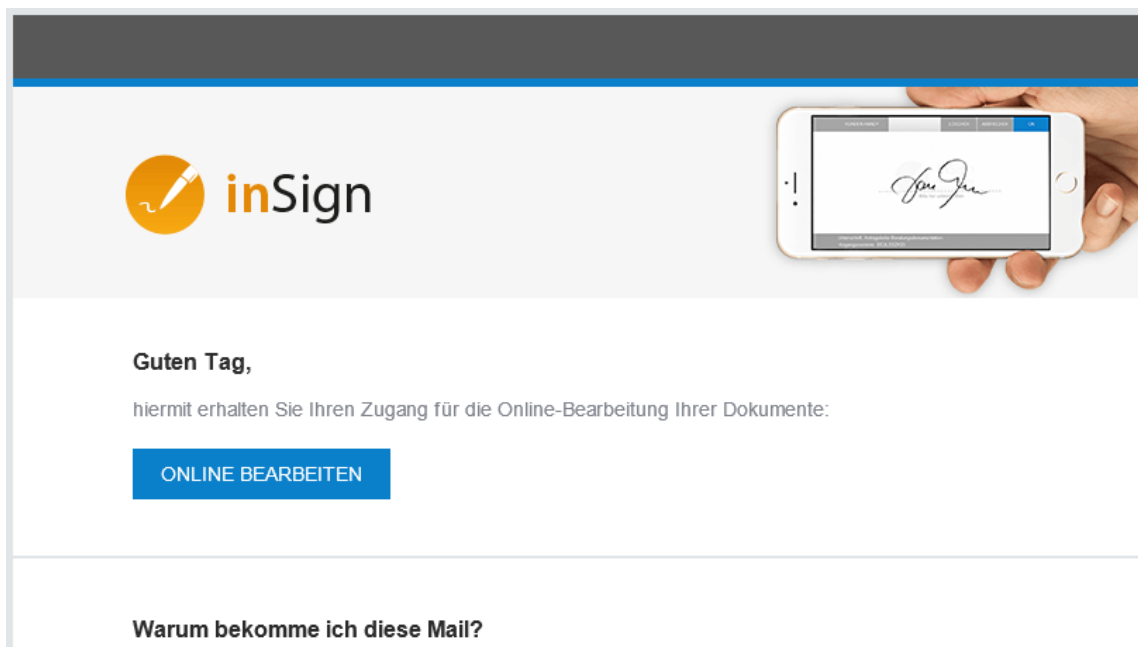 inSign
Guten Tag,
hiermit erhalten Sie Ihren Zugang für die Online-Bearbeitung Ihrer Dokumente:
ONLINE BEARBEITEN
Warum bekomme ich diese Mail?